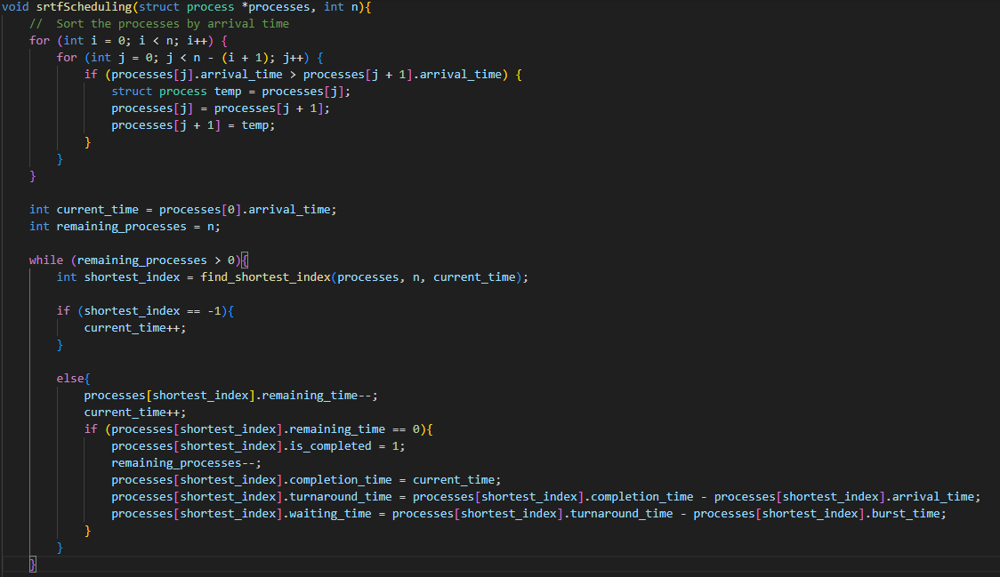 void srtfScheduling(struct process *processes, int n){
    //  Sort the processes by arrival time
    for (int i = 0; i < n; i++) {
        for (int j = 0; j < n - (i + 1); j++) {
            if (processes[j].arrival_time > processes[j + 1].arrival_time) {
                struct process temp = processes[j];
                processes[j] = processes[j + 1];
                processes[j + 1] = temp;
            }
        }
    }

    int current_time = processes[0].arrival_time;
    int remaining_processes = n;

    while (remaining_processes > 0){
        int shortest_index = find_shortest_index(processes, n, current_time);

        if (shortest_index == -1){
            current_time++;
        }

        else{
            processes[shortest_index].remaining_time--;
            current_time++;
            if (processes[shortest_index].remaining_time == 0){
                processes[shortest_index].is_completed = 1;
                remaining_processes--;
                processes[shortest_index].completion_time = current_time;
                processes[shortest_index].turnaround_time = processes[shortest_index].completion_time - processes[shortest_index].arrival_time;
                processes[shortest_index].waiting_time = processes[shortest_index].turnaround_time - processes[shortest_index].burst_time;
            }
        }
    }